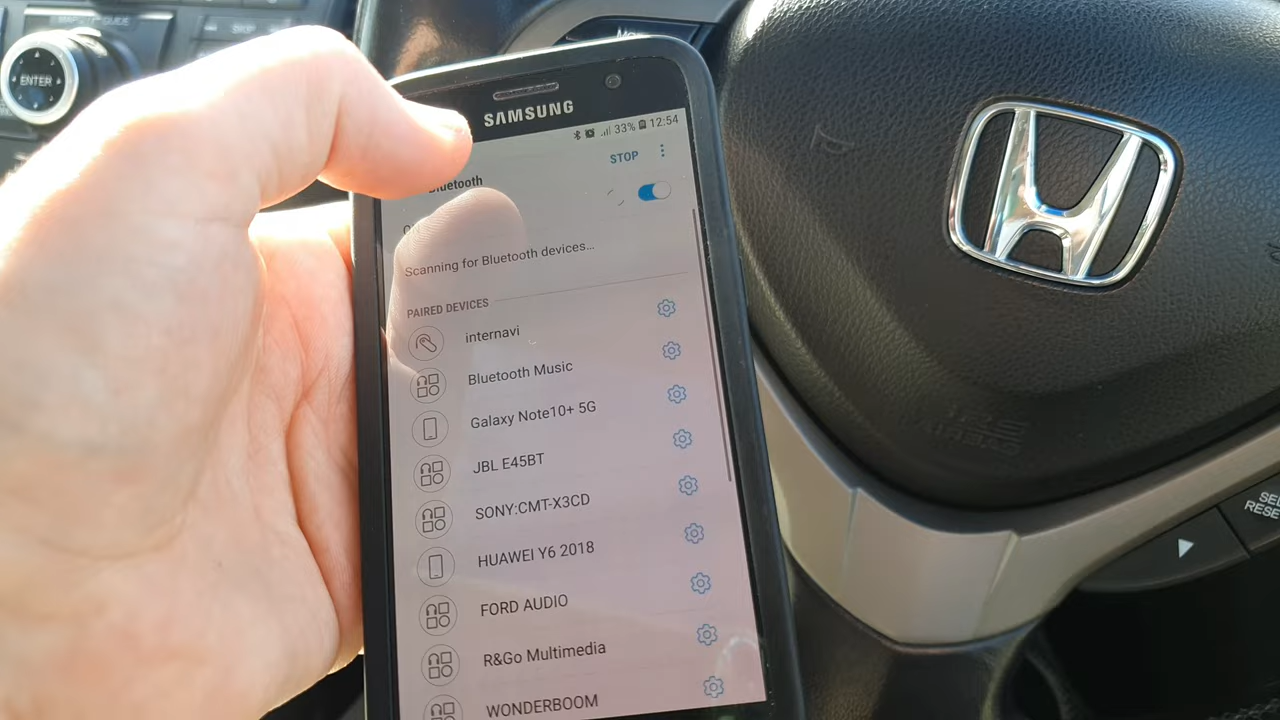 ENTER
SAMSUNG
33% 12:54
STOP
Bluetooth
Scanning for Bluetooth devices...
PAIRED DEVICES
internavi
Bluetooth Music
Galaxy Note10+ 5G
JBL E45BT
SONY:CMT-X3CD
HUAWEI Y6 2018
FORD AUDIO
R&Go Multimedia
WONDERBOOM